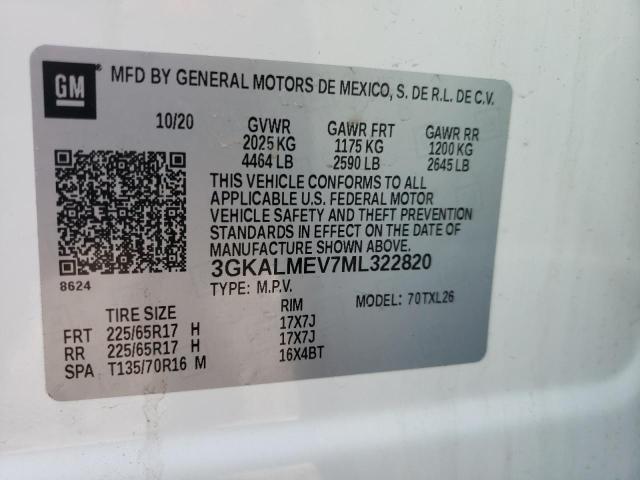 GM ® MFD BY GENERAL MOTORS DE MEXICO, S. DE R.L. DE C.V.
10/20 GVWR GAWR FRT GAWR RR
2025 KG 1175 KG 1200 KG
4464 LB 2590 LB 2645 LB
THIS VEHICLE CONFORMS TO ALL
APPLICABLE U.S. FEDERAL MOTOR
VEHICLE SAFETY AND THEFT PREVENTION
STANDARDS IN EFFECT ON THE DATE OF
MANUFACTURE SHOWN ABOVE.
3GKALMEV7ML322820
8624 TYPE: M.P.V. MODEL: 70TXL26
TIRE SIZE RIM
FRT 225/65R17 H 17X7J
RR 225/65R17 H 17X7J
SPA T135/70R16 M 16X4BT